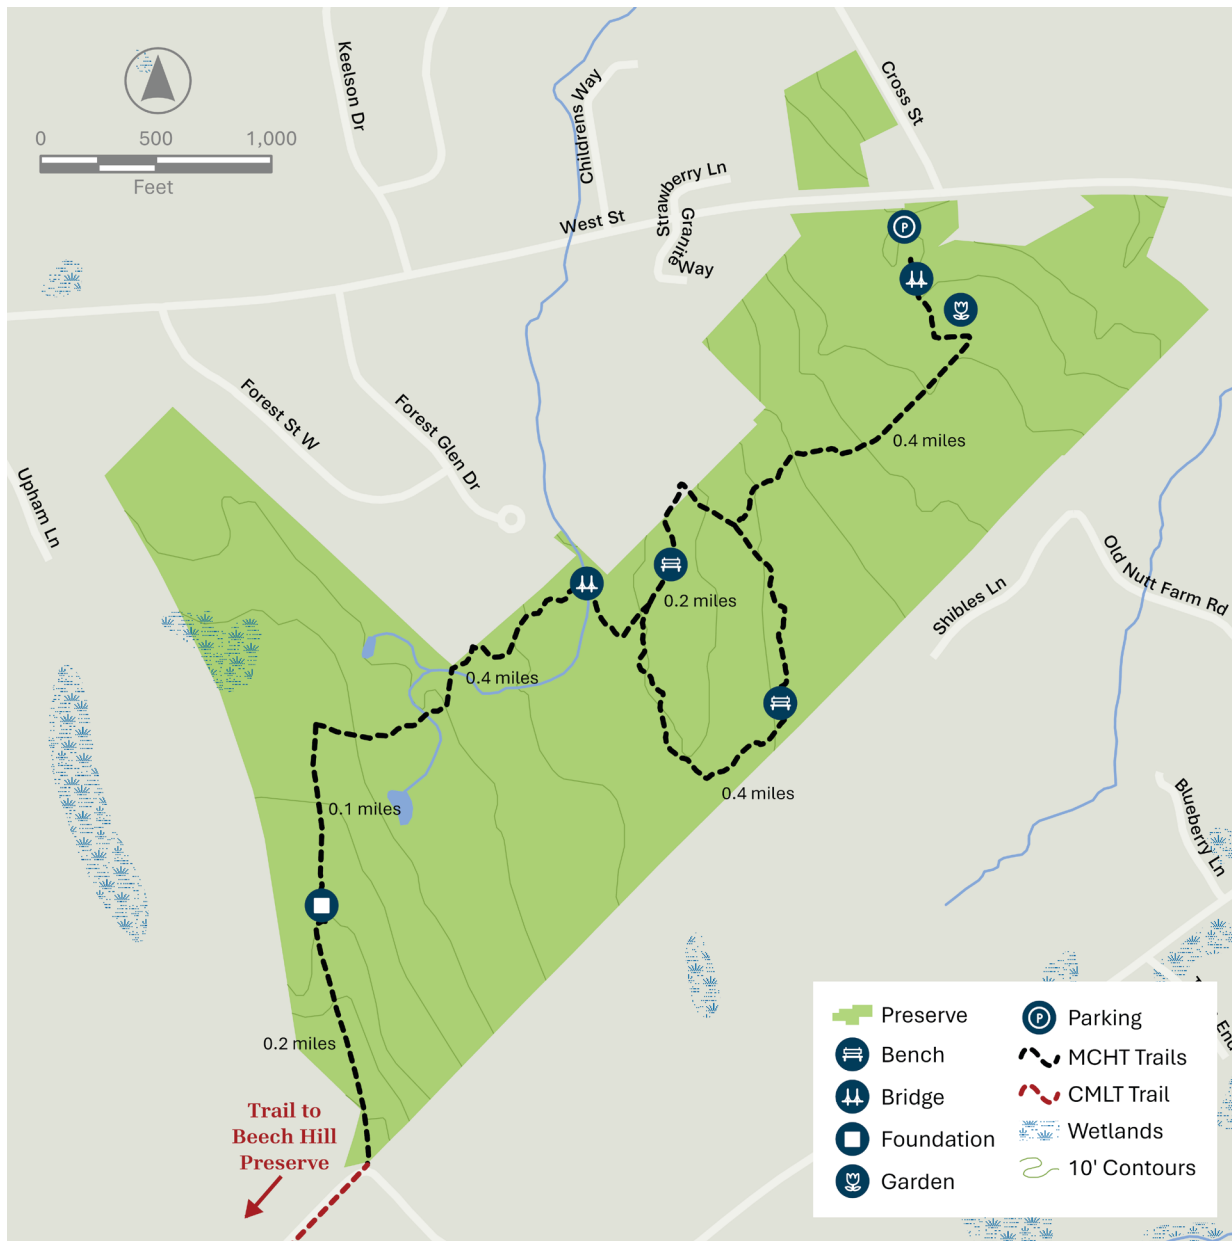 Keelson Dr
Childrens Way
Cross St
0 500 1,000
Feet
Strawberry Ln
West St
Granite
Way
P
Forest St W
Forest Glen Dr
0.4 miles
Upham Ln
Old Nutt Farm Rd
Shibles Ln
0.2 miles
0.4 miles
0.4 miles
0.1 miles
Blueberry Ln
0.2 miles
Trail to
Beech Hill
Preserve
Preserve
Bench
Bridge
Foundation
Garden
P
Parking
MCHT Trails
CMLT Trail
Wetlands
10' Contours